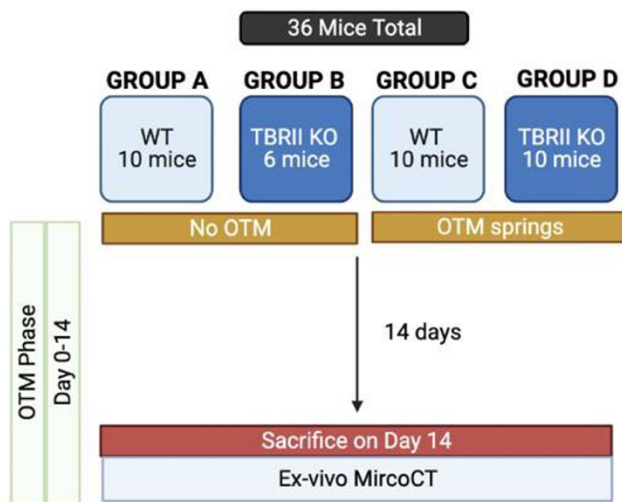 36 Mice Total
GROUP A
GROUP B
GROUP C
GROUP D
WT
10 mice
TBRII KO
6 mice
WT
10 mice
TBRII KO
10 mice
No OTM
OTM springs
OTM Phase
Day 0-14
14 days
Sacrifice on Day 14
Ex-vivo MircoCT